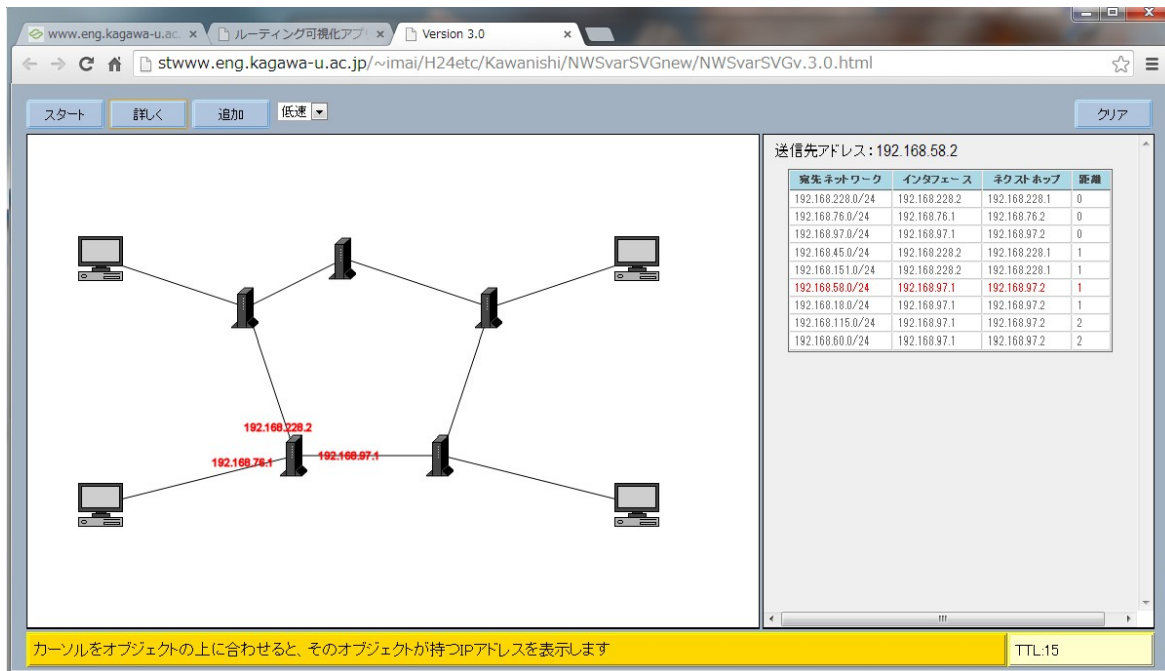 www.eng.kagawa-u.ac.
ルーティング可視化アプリ
Version 3.0
stwww.eng.kagawa-u.ac.jp/~imai/H24etc/Kawanishi/NWSvarSVGnew/NWSvarSVGv.3.0.html
スタート 詳しく 追加 低速 クリア
送信先アドレス:192.168.58.2
宛先ネットワーク インタフェース ネクストホップ 距離
192.168.228.0/24 192.168.228.2 192.168.228.1 0
192.168.76.0/24 192.168.76.1 192.168.76.2 0
192.168.97.0/24 192.168.97.1 192.168.97.2 0
192.168.45.0/24 192.168.228.2 192.168.228.1 1
192.168.151.0/24 192.168.228.2 192.168.228.1 1
192.168.58.0/24 192.168.97.1 192.168.97.2 1
192.168.18.0/24 192.168.97.1 192.168.97.2 1
192.168.115.0/24 192.168.97.1 192.168.97.2 2
192.168.60.0/24 192.168.97.1 192.168.97.2 2
192.168.228.2
192.168.76.1
192.168.97.1
カーソルをオブジェクトの上に合わせると、そのオブジェクトが持つIPアドレスを表示します
TTL:15